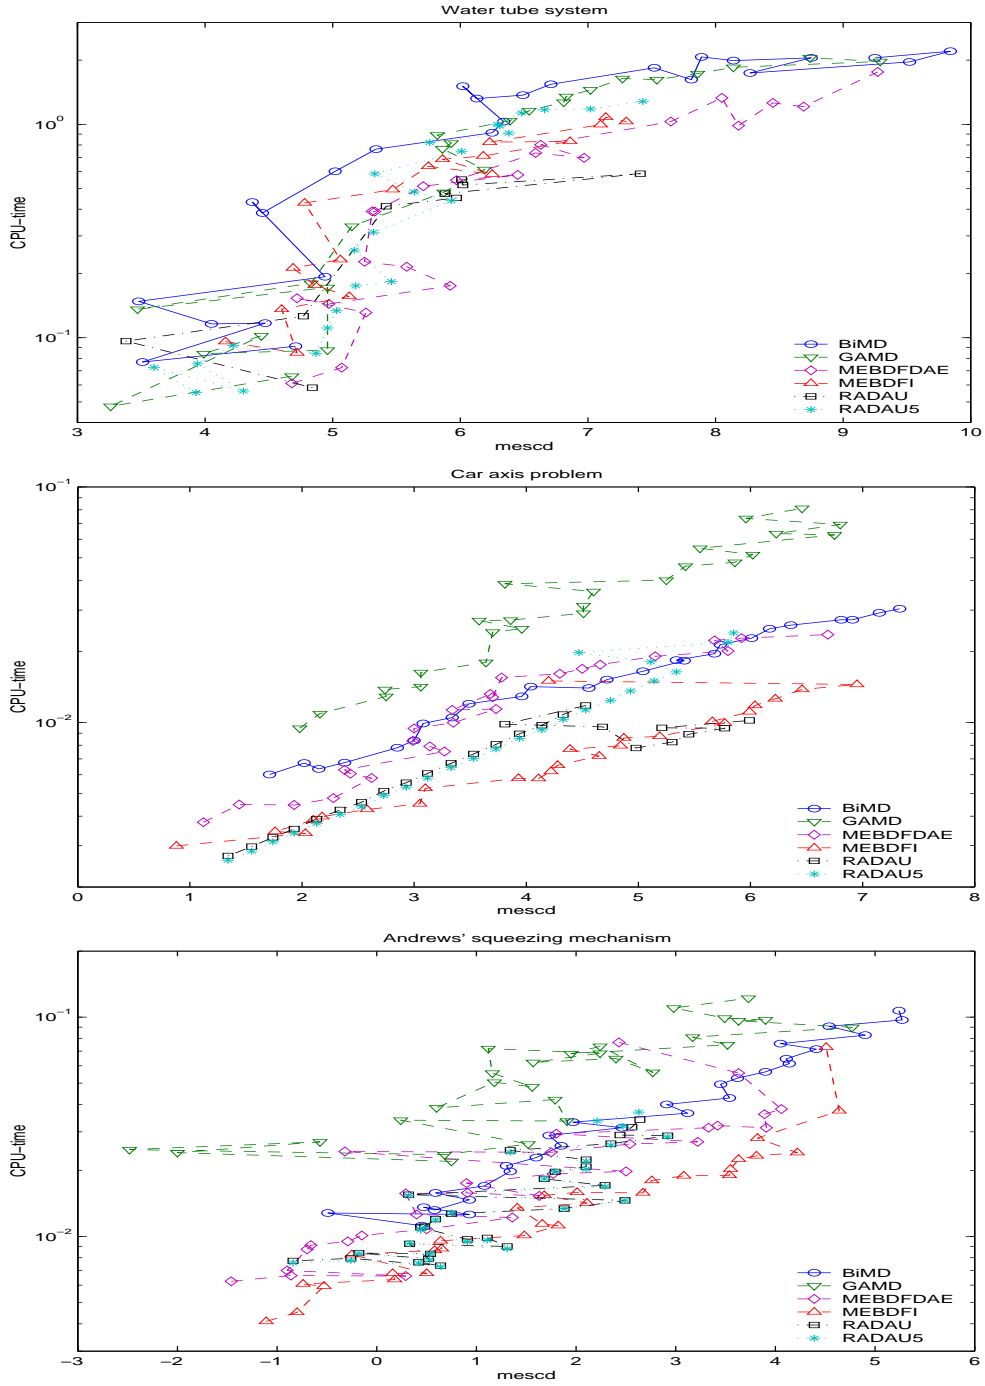 Water tube system
CPU−time
10⁰
10⁻¹
BiMD
GAMD
MEBDFDAE
MEBDFI
RADAU
RADAU5
3 4 5 6 7 8 9 10
mescd
Car axis problem
CPU−time
10⁻¹
10⁻²
BiMD
GAMD
MEBDFDAE
MEBDFI
RADAU
RADAU5
0 1 2 3 4 5 6 7 8
mescd
Andrews' squeezing mechanism
CPU−time
10⁻¹
10⁻²
BiMD
GAMD
MEBDFDAE
MEBDFI
RADAU
RADAU5
−3 −2 −1 0 1 2 3 4 5 6
mescd